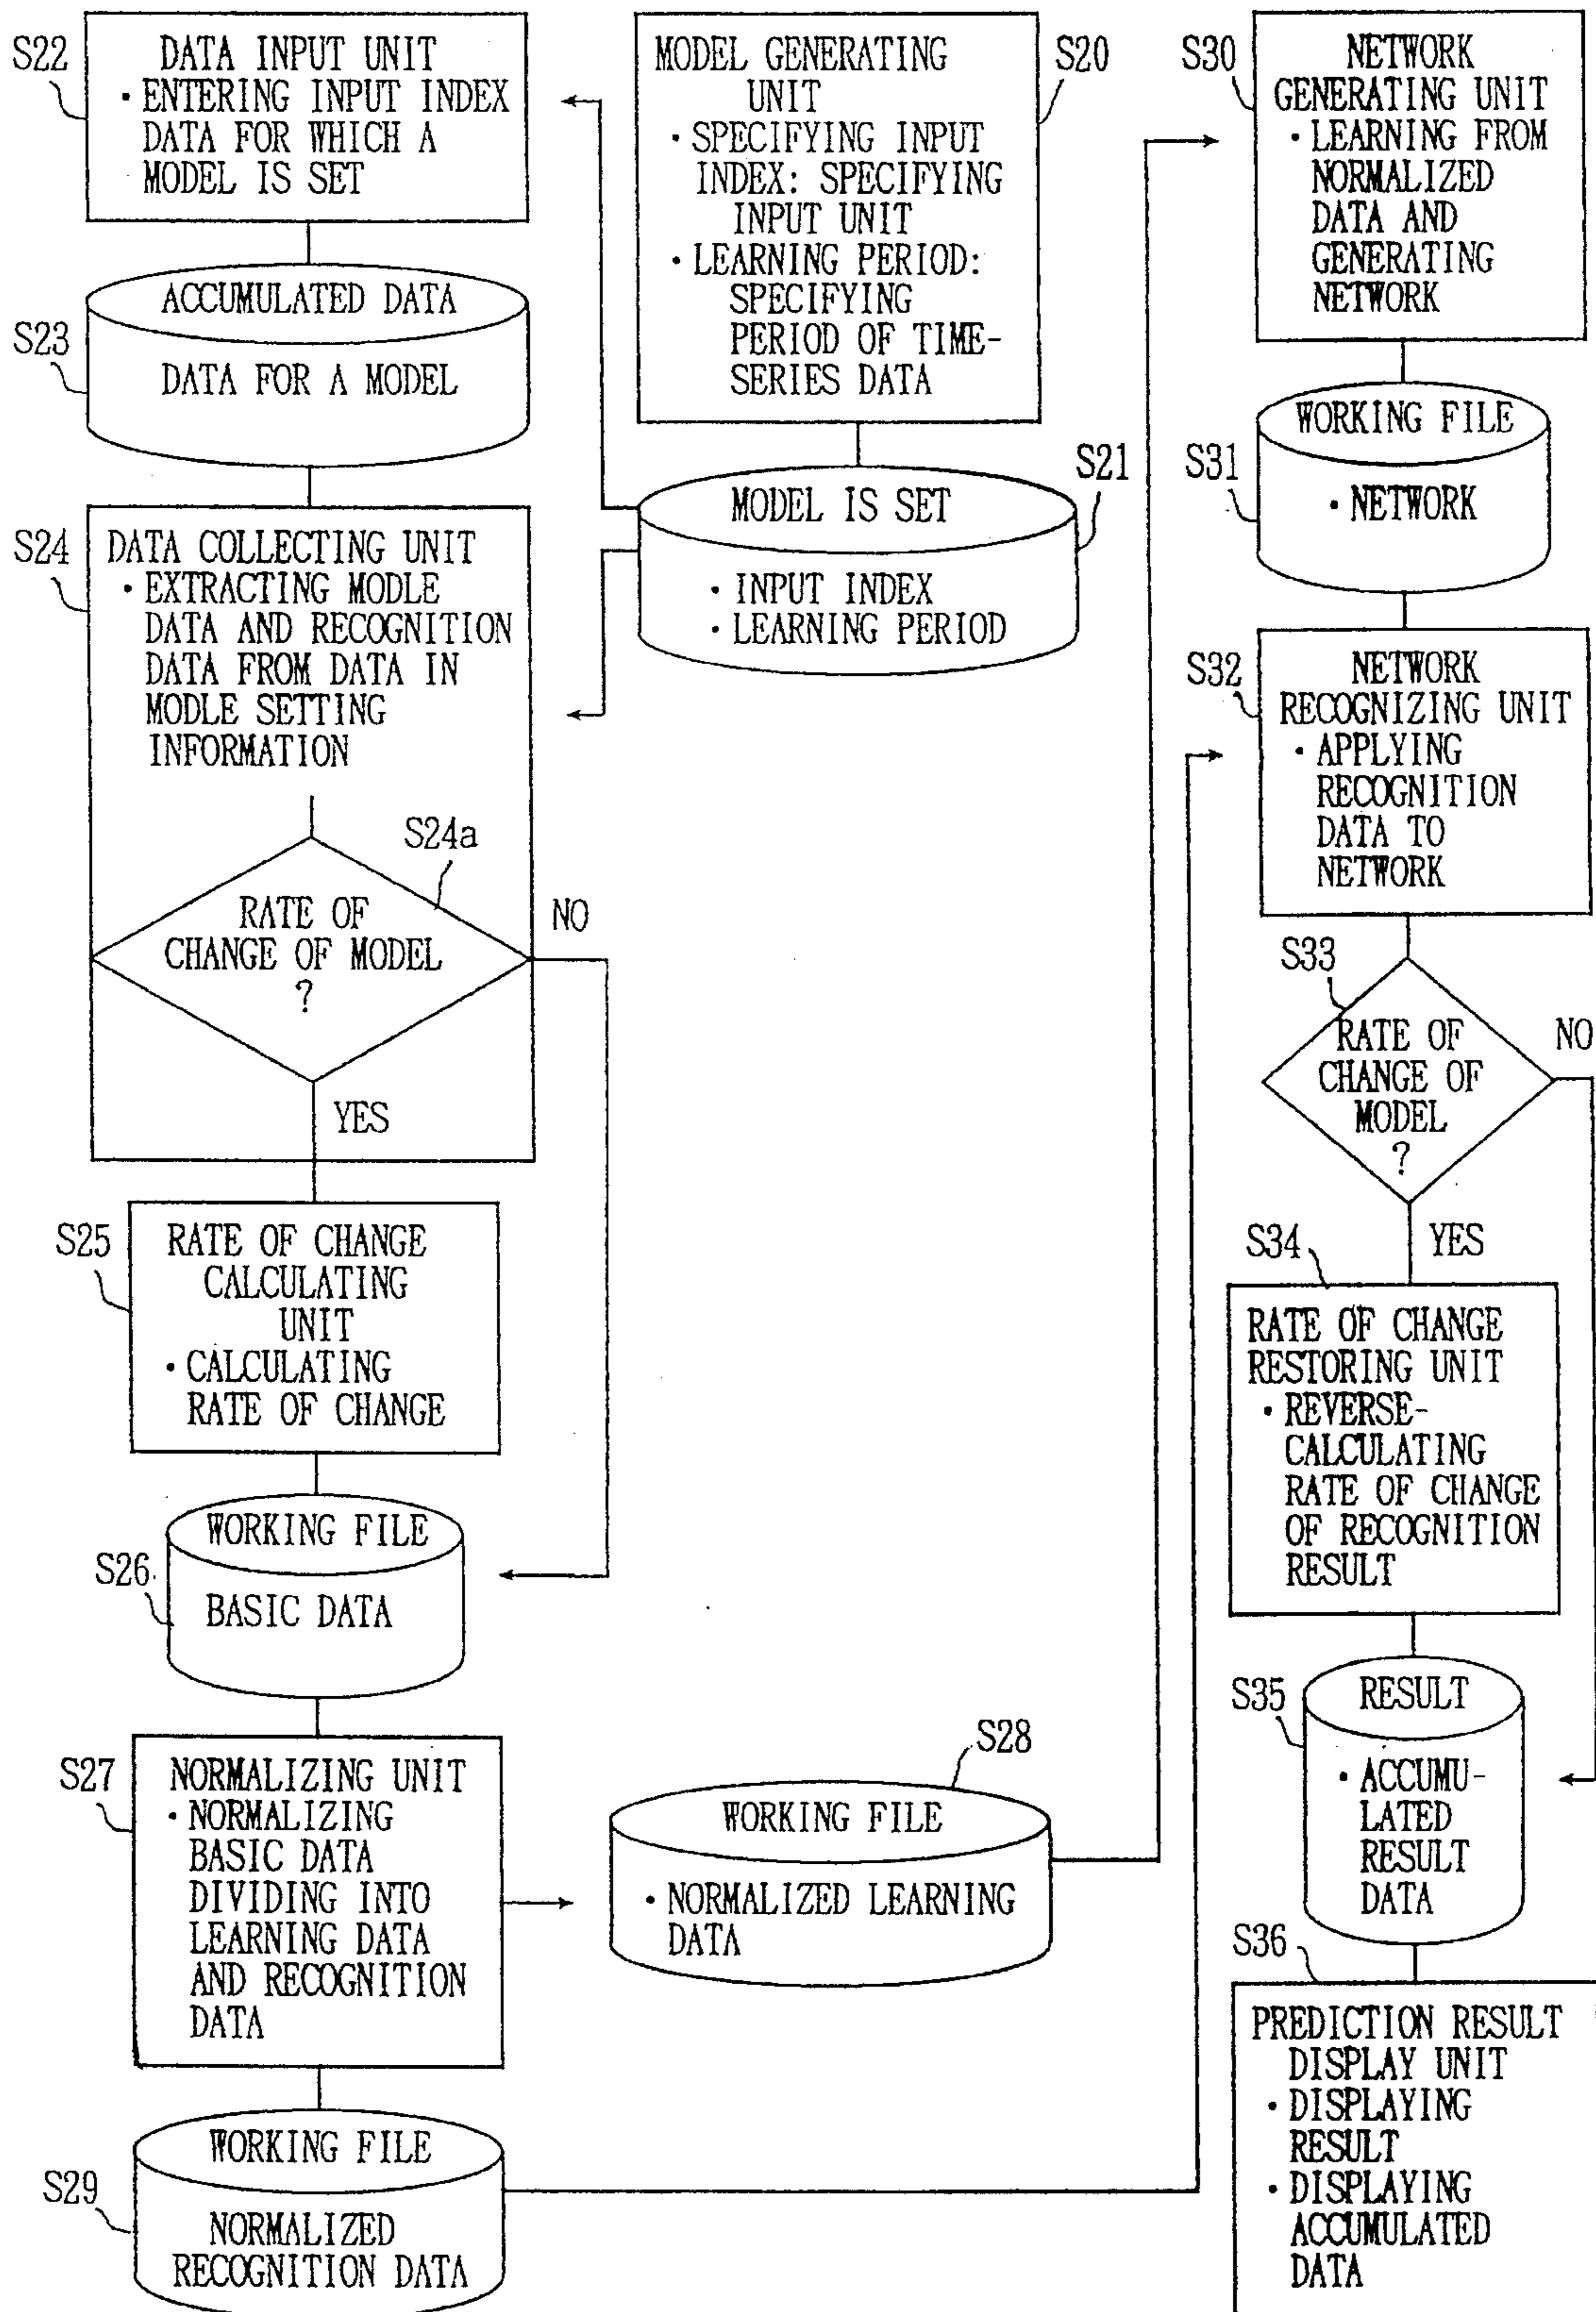 S22
DATA INPUT UNIT
· ENTERING INPUT INDEX
DATA FOR WHICH A
MODEL IS SET
S23
ACCUMULATED DATA
DATA FOR A MODEL
S24
DATA COLLECTING UNIT
· EXTRACTING MODLE
DATA AND RECOGNITION
DATA FROM DATA IN
MODLE SETTING
INFORMATION
S24a
RATE OF
CHANGE OF MODEL
?
NO
YES
S25
RATE OF CHANGE
CALCULATING
UNIT
· CALCULATING
RATE OF CHANGE
S26
WORKING FILE
BASIC DATA
S27
NORMALIZING UNIT
· NORMALIZING
BASIC DATA
DIVIDING INTO
LEARNING DATA
AND RECOGNITION
DATA
S29
WORKING FILE
NORMALIZED
RECOGNITION DATA
S20
MODEL GENERATING
UNIT
· SPECIFYING INPUT
INDEX: SPECIFYING
INPUT UNIT
· LEARNING PERIOD:
SPECIFYING
PERIOD OF TIME-
SERIES DATA
S21
MODEL IS SET
· INPUT INDEX
· LEARNING PERIOD
S28
WORKING FILE
· NORMALIZED LEARNING
DATA
S30
NETWORK
GENERATING UNIT
· LEARNING FROM
NORMALIZED
DATA AND
GENERATING
NETWORK
S31
WORKING FILE
· NETWORK
S32
NETWORK
RECOGNIZING UNIT
· APPLYING
RECOGNITION
DATA TO
NETWORK
S33
RATE OF
CHANGE OF
MODEL
?
NO
YES
S34
RATE OF CHANGE
RESTORING UNIT
· REVERSE-
CALCULATING
RATE OF CHANGE
OF RECOGNITION
RESULT
S35
RESULT
· ACCUMU-
LATED
RESULT
DATA
S36
PREDICTION RESULT
DISPLAY UNIT
· DISPLAYING
RESULT
· DISPLAYING
ACCUMULATED
DATA